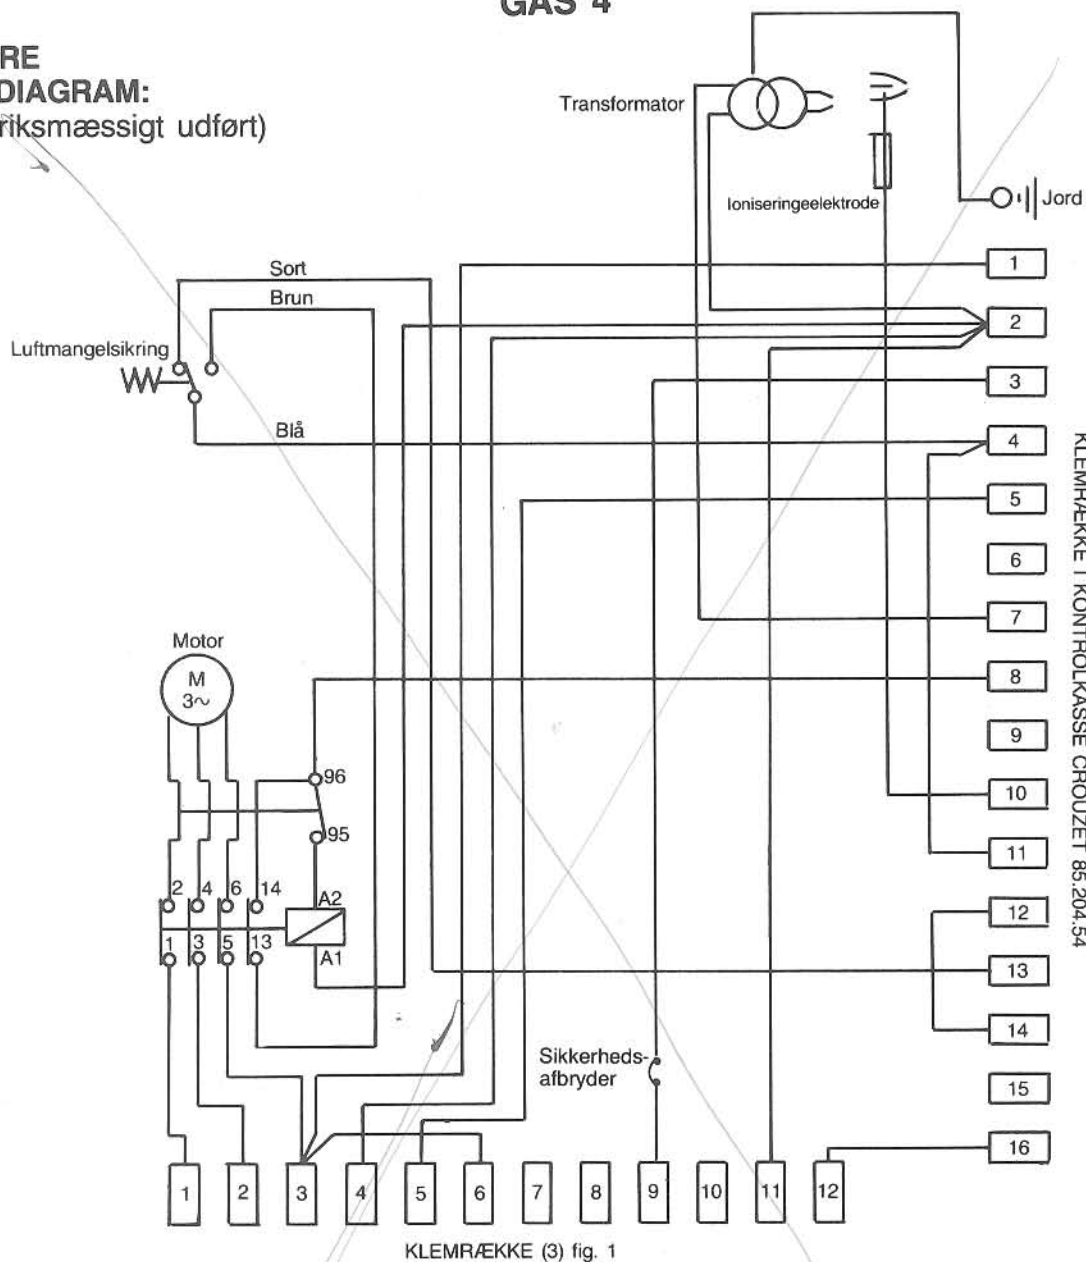 GAS 4
RE
DIAGRAM:
riksmæssigt udført)
Transformator
Ioniseringeelektrode
Jord
Sort
Brun
Luftmangelsikring
Blå
1
2
3
4
5
6
7
8
9
10
11
12
13
14
15
16
KLEMRÆKKE I KONTROLKASSE CROUZET 85.204.54
Motor
M
3~
96
95
2 4 6 14
A2
1 3 5 13
A1
Sikkerheds-
afbryder
1 2 3 4 5 6 7 8 9 10 11 12
KLEMRÆKKE (3) fig. 1